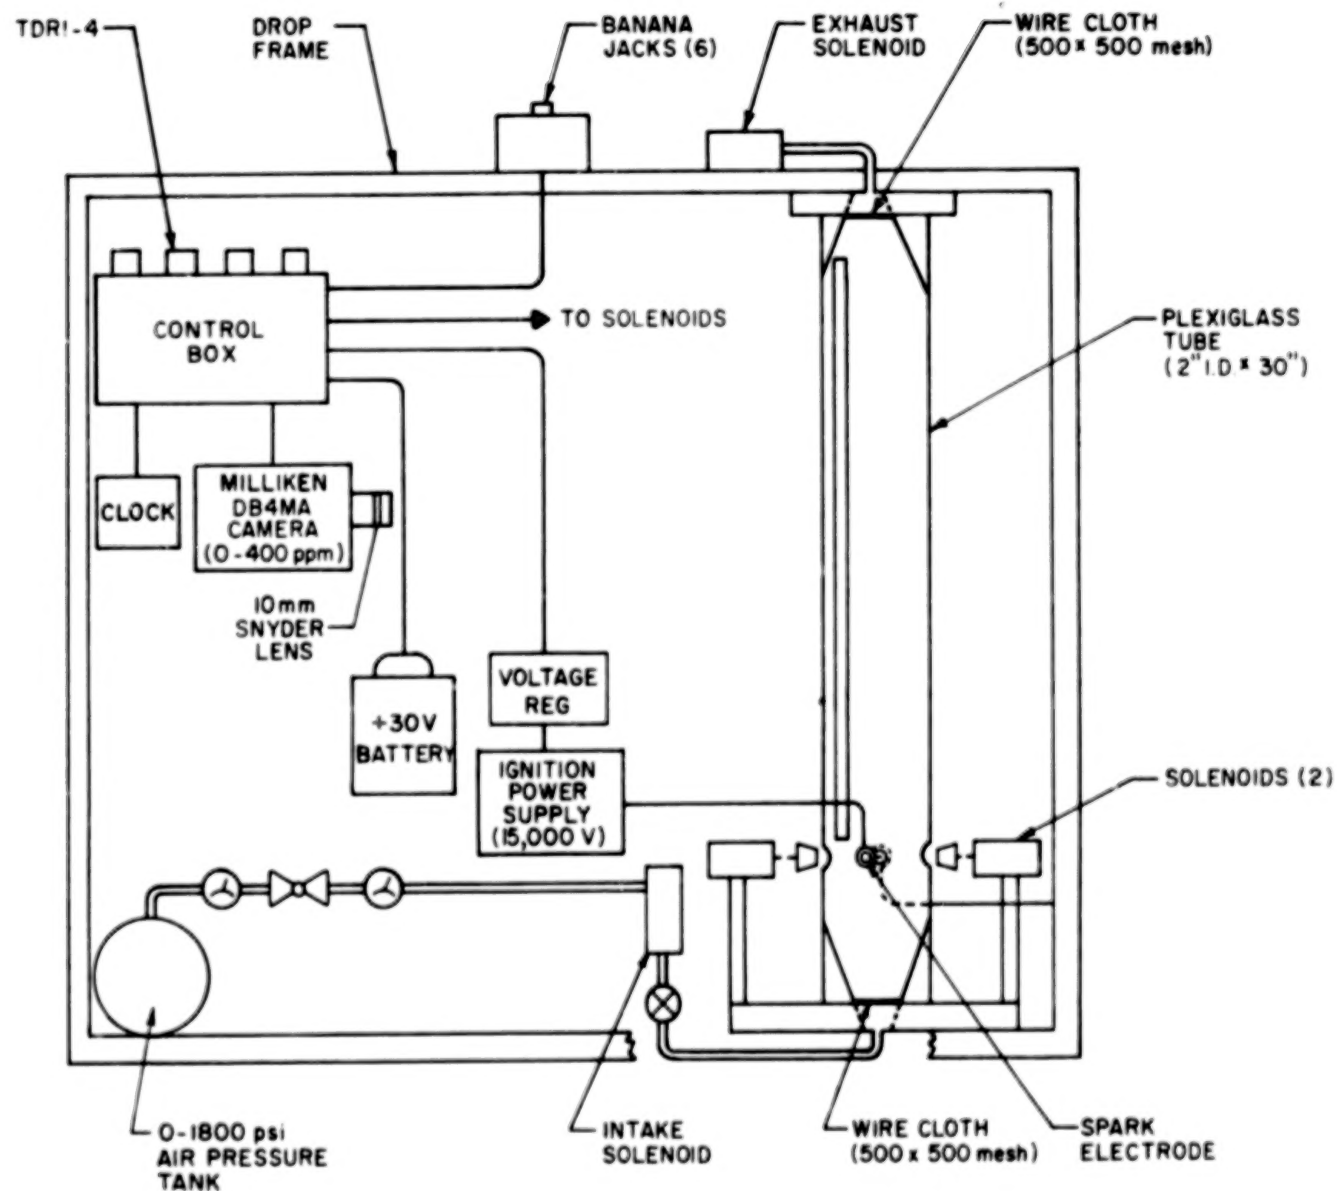 TDR1-4
DROP
FRAME
BANANA
JACKS (6)
EXHAUST
SOLENOID
WIRE CLOTH
(500 x 500 mesh)
CONTROL
BOX
TO SOLENOIDS
PLEXIGLASS
TUBE
(2" I.D. x 30")
CLOCK
MILLIKEN
DB4MA
CAMERA
(0-400 ppm)
10mm
SNYDER
LENS
+30V
BATTERY
VOLTAGE
REG
IGNITION
POWER
SUPPLY
(15,000 V)
SOLENOIDS (2)
0-1800 psi
AIR PRESSURE
TANK
INTAKE
SOLENOID
WIRE CLOTH
(500 x 500 mesh)
SPARK
ELECTRODE